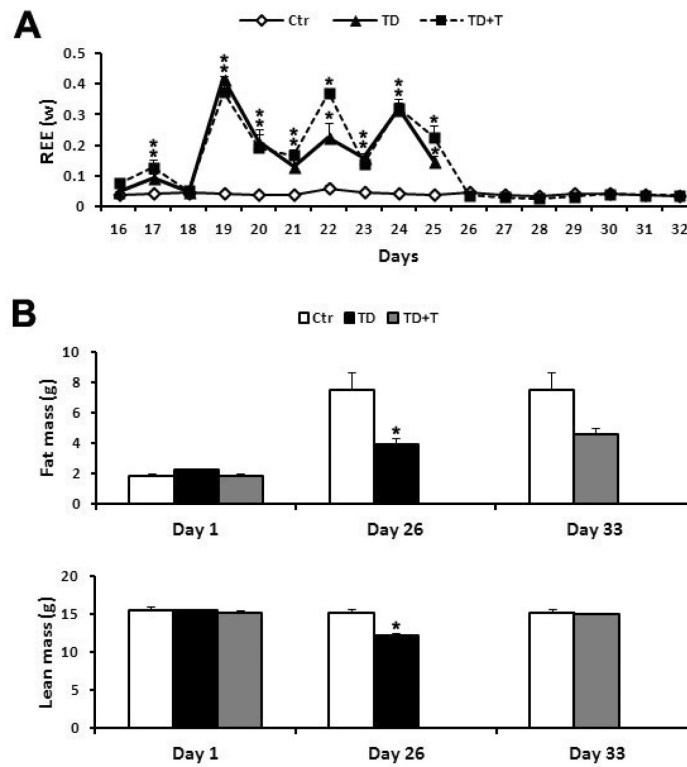 A
Ctr TD TD+T
0.5
0.4
0.3
0.2
0.1
0
REE (w)
* * * * * * * * * * * * * * * *
16 17 18 19 20 21 22 23 24 25 26 27 28 29 30 31 32
Days
B
Ctr TD TD+T
10
8
6
4
2
0
Fat mass (g)
*
Day 1 Day 26 Day 33
20
15
10
5
0
Lean mass (g)
*
Day 1 Day 26 Day 33